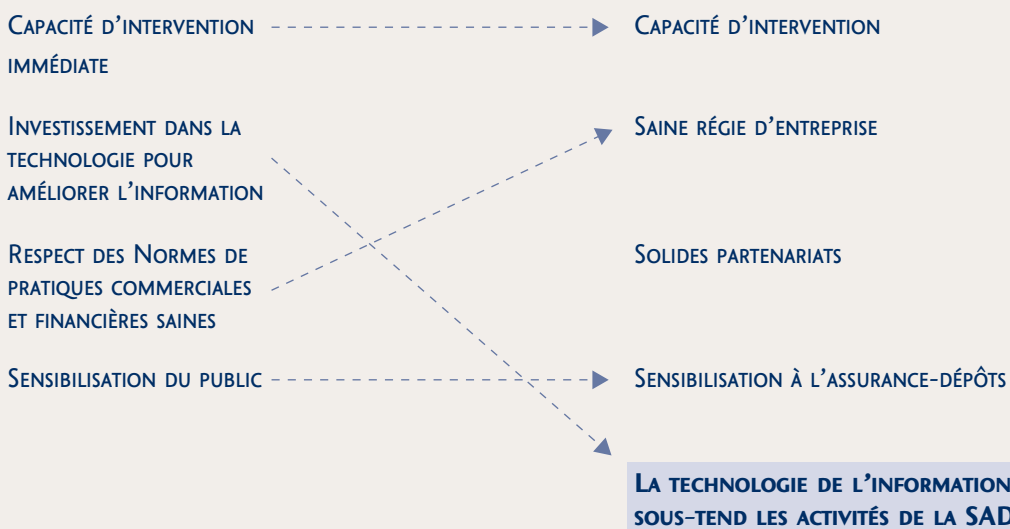 Capacité d'intervention
immédiate
Capacité d'intervention
Investissement dans la
technologie pour
améliorer l'information
Saine régie d'entreprise
Respect des Normes de
pratiques commerciales
et financières saines
Solides partenariats
Sensibilisation du public
Sensibilisation à l'assurance-dépôts
La technologie de l'information
sous-tend les activités de la